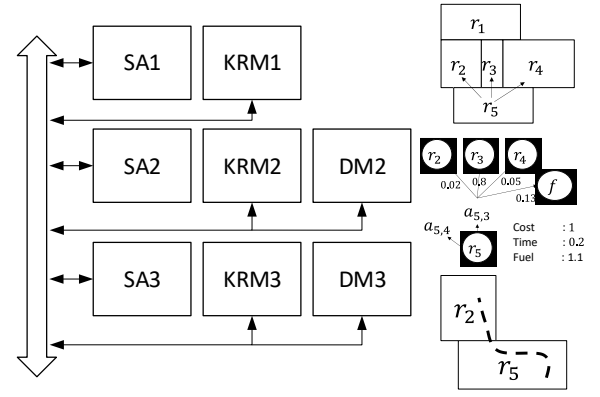 SA1 KRM1
SA2 KRM2 DM2
SA3 KRM3 DM3
r₁
r₂ r₃ r₄
r₅
r₂ r₃ r₄
0.02 0.8 0.05 f
0.13
a₅,₃
a₅,₄
r₅
Cost : 1
Time : 0.2
Fuel : 1.1
r₂
r₅